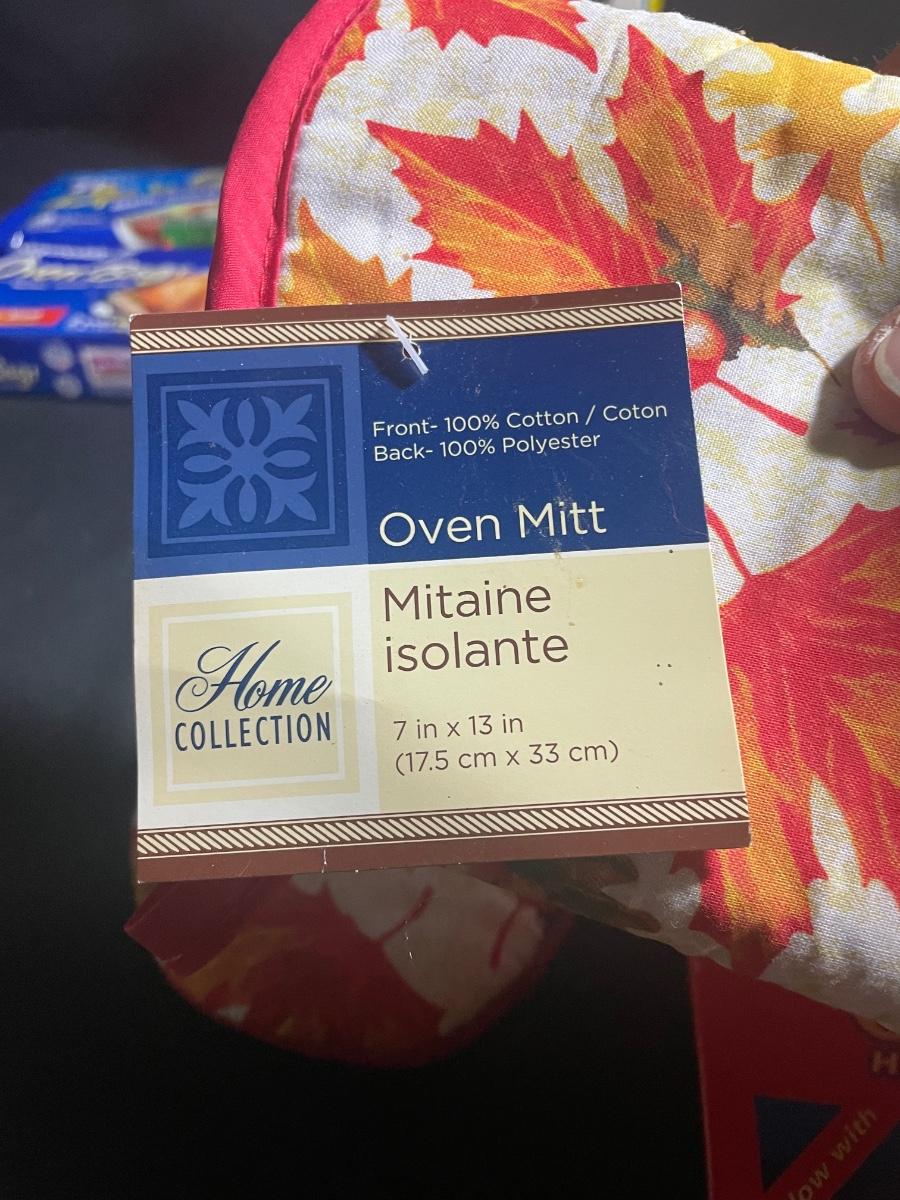 Front- 100% Cotton / Coton
Back- 100% Polyester
Oven Mitt
Mitaine
isolante
Home
COLLECTION
7 in x 13 in
(17.5 cm x 33 cm)
with